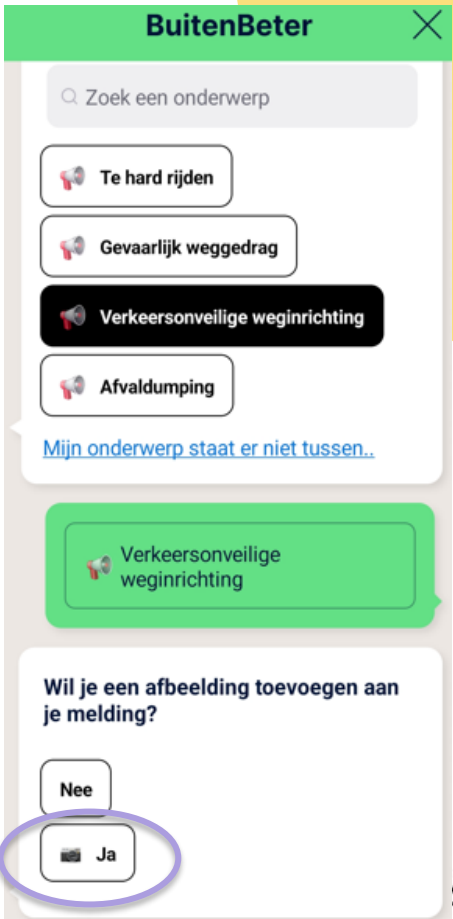 BuitenBeter
Zoek een onderwerp
Te hard rijden
Gevaarlijk weggedrag
Verkeersonveilige weginrichting
Afvaldumping
Mijn onderwerp staat er niet tussen..
Verkeersonveilige
weginrichting
Wil je een afbeelding toevoegen aan
je melding?
Nee
Ja